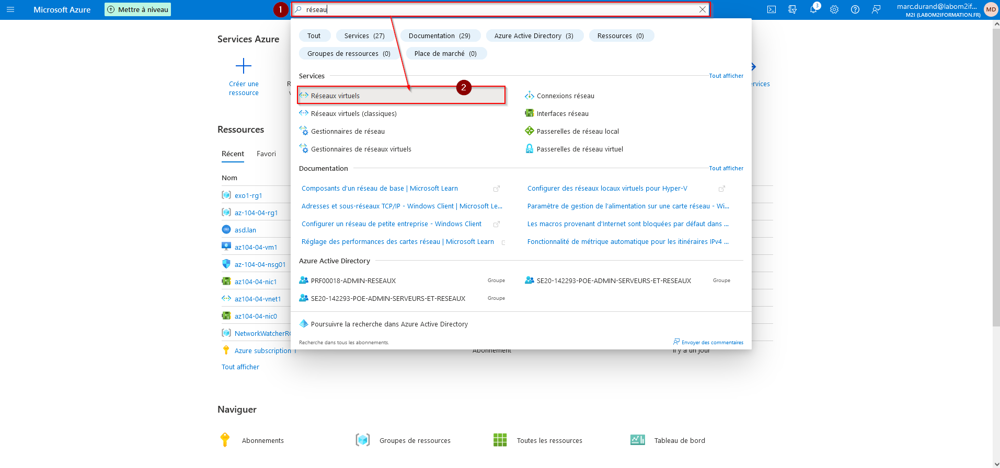 Microsoft Azure
Mettre à niveau
1
réseau
3
marc.durand@labom2if...
M2I (LABOM2IFORMATION.FR)
MD
Services Azure
Créer une
ressource
Tout
Services (27)
Documentation (29)
Azure Active Directory (3)
Ressources (0)
Groupes de ressources (0)
Place de marché (0)
Services
Tout afficher
2
Réseaux virtuels
Connexions réseau
Réseaux virtuels (classiques)
Interfaces réseau
Gestionnaires de réseau
Passerelles de réseau local
Gestionnaires de réseaux virtuels
Passerelles de réseau virtuel
Documentation
Tout afficher
Composants d'un réseau de base | Microsoft Learn
Configurer des réseaux locaux virtuels pour Hyper-V
Adresses et sous-réseaux TCP/IP - Windows Client | Microsoft Le...
Paramètre de gestion de l'alimentation sur une carte réseau - Wi...
Configurer un réseau de petite entreprise - Windows Client
Les macros provenant d'Internet sont bloquées par défaut dans ...
Réglage des performances des cartes réseau | Microsoft Learn
Fonctionnalité de métrique automatique pour les itinéraires IPv4 ...
Azure Active Directory
PRF00018-ADMIN-RESEAUX
Groupe
SE20-142293-POE-ADMIN-SERVEURS-ET-RESEAUX
Groupe
SE20-142293-POE-ADMIN-SERVEURS-ET-RESEAUX
Groupe
Poursuivre la recherche dans Azure Active Directory
Recherche dans tous les abonnements.
Envoyer des commentaires
Ressources
Récent
Favori
Nom
exo1-rg1
az-104-04-rg1
asd.lan
az104-04-vm1
az-104-04-nsg01
az104-04-nic1
az104-04-vnet1
az104-04-nic0
NetworkWatcherRG
Azure subscription 1
Abonnement
Il y a un jour
Tout afficher
Naviguer
Abonnements
Groupes de ressources
Toutes les ressources
Tableau de bord